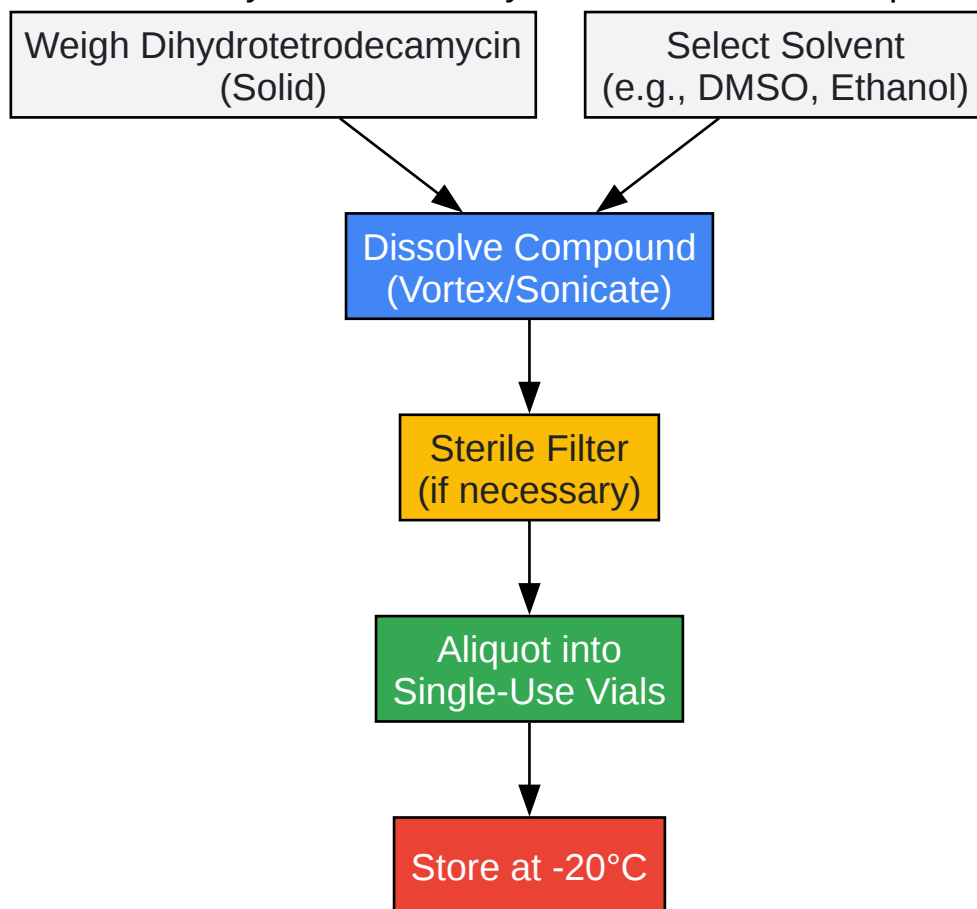 Weigh Dihydrotetrodecamycin
(Solid)
Select Solvent
(e.g., DMSO, Ethanol)
Dissolve Compound
(Vortex/Sonicate)
Sterile Filter
(if necessary)
Aliquot into
Single-Use Vials
Store at -20°C